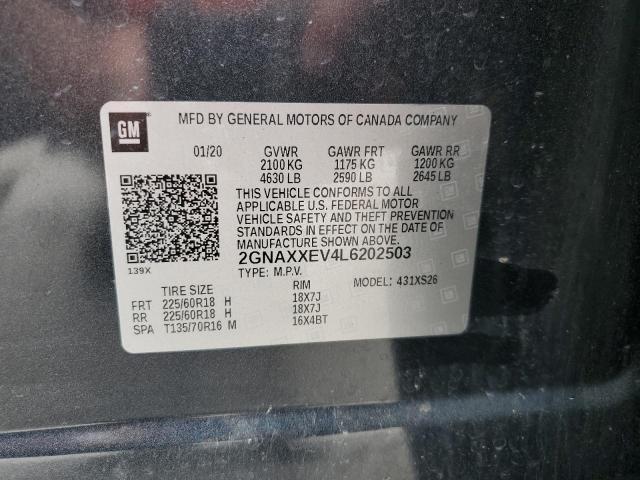 GM
MFD BY GENERAL MOTORS OF CANADA COMPANY
01/20 GVWR GAWR FRT GAWR RR
2100 KG 1175 KG 1200 KG
4630 LB 2590 LB 2645 LB
THIS VEHICLE CONFORMS TO ALL
APPLICABLE U.S. FEDERAL MOTOR
VEHICLE SAFETY AND THEFT PREVENTION
STANDARDS IN EFFECT ON THE DATE OF
MANUFACTURE SHOWN ABOVE.
2GNAXXEV4L6202503
139X TYPE: M.P.V.
TIRE SIZE RIM MODEL: 431XS26
FRT 225/60R18 H 18X7J
RR 225/60R18 H 18X7J
SPA T135/70R16 M 16X4BT